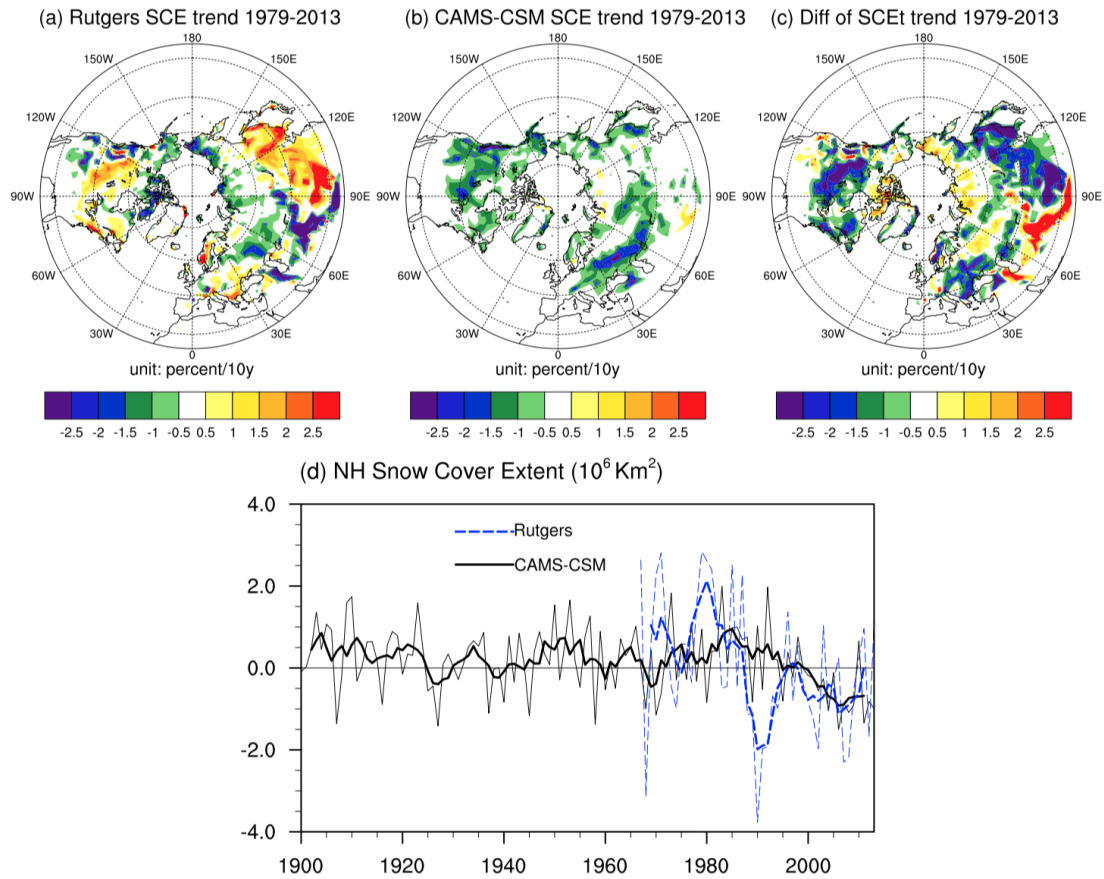 (a) Rutgers SCE trend 1979-2013
(b) CAMS-CSM SCE trend 1979-2013
(c) Diff of SCEt trend 1979-2013
180 180 180
150W 150E 150W 150E 150W 150E
120W 120E 120W 120E 120W 120E
90W 90E 90W 90E 90W 90E
60W 60E 60W 60E 60W 60E
30W 30E 30W 30E 30W 30E
0 0 0
unit: percent/10y unit: percent/10y unit: percent/10y
-2.5 -2 -1.5 -1 -0.5 0.5 1 1.5 2 2.5
-2.5 -2 -1.5 -1 -0.5 0.5 1 1.5 2 2.5
-2.5 -2 -1.5 -1 -0.5 0.5 1 1.5 2 2.5
(d) NH Snow Cover Extent (10⁶ Km²)
4.0
Rutgers
CAMS-CSM
2.0
0.0
-2.0
-4.0
1900 1920 1940 1960 1980 2000